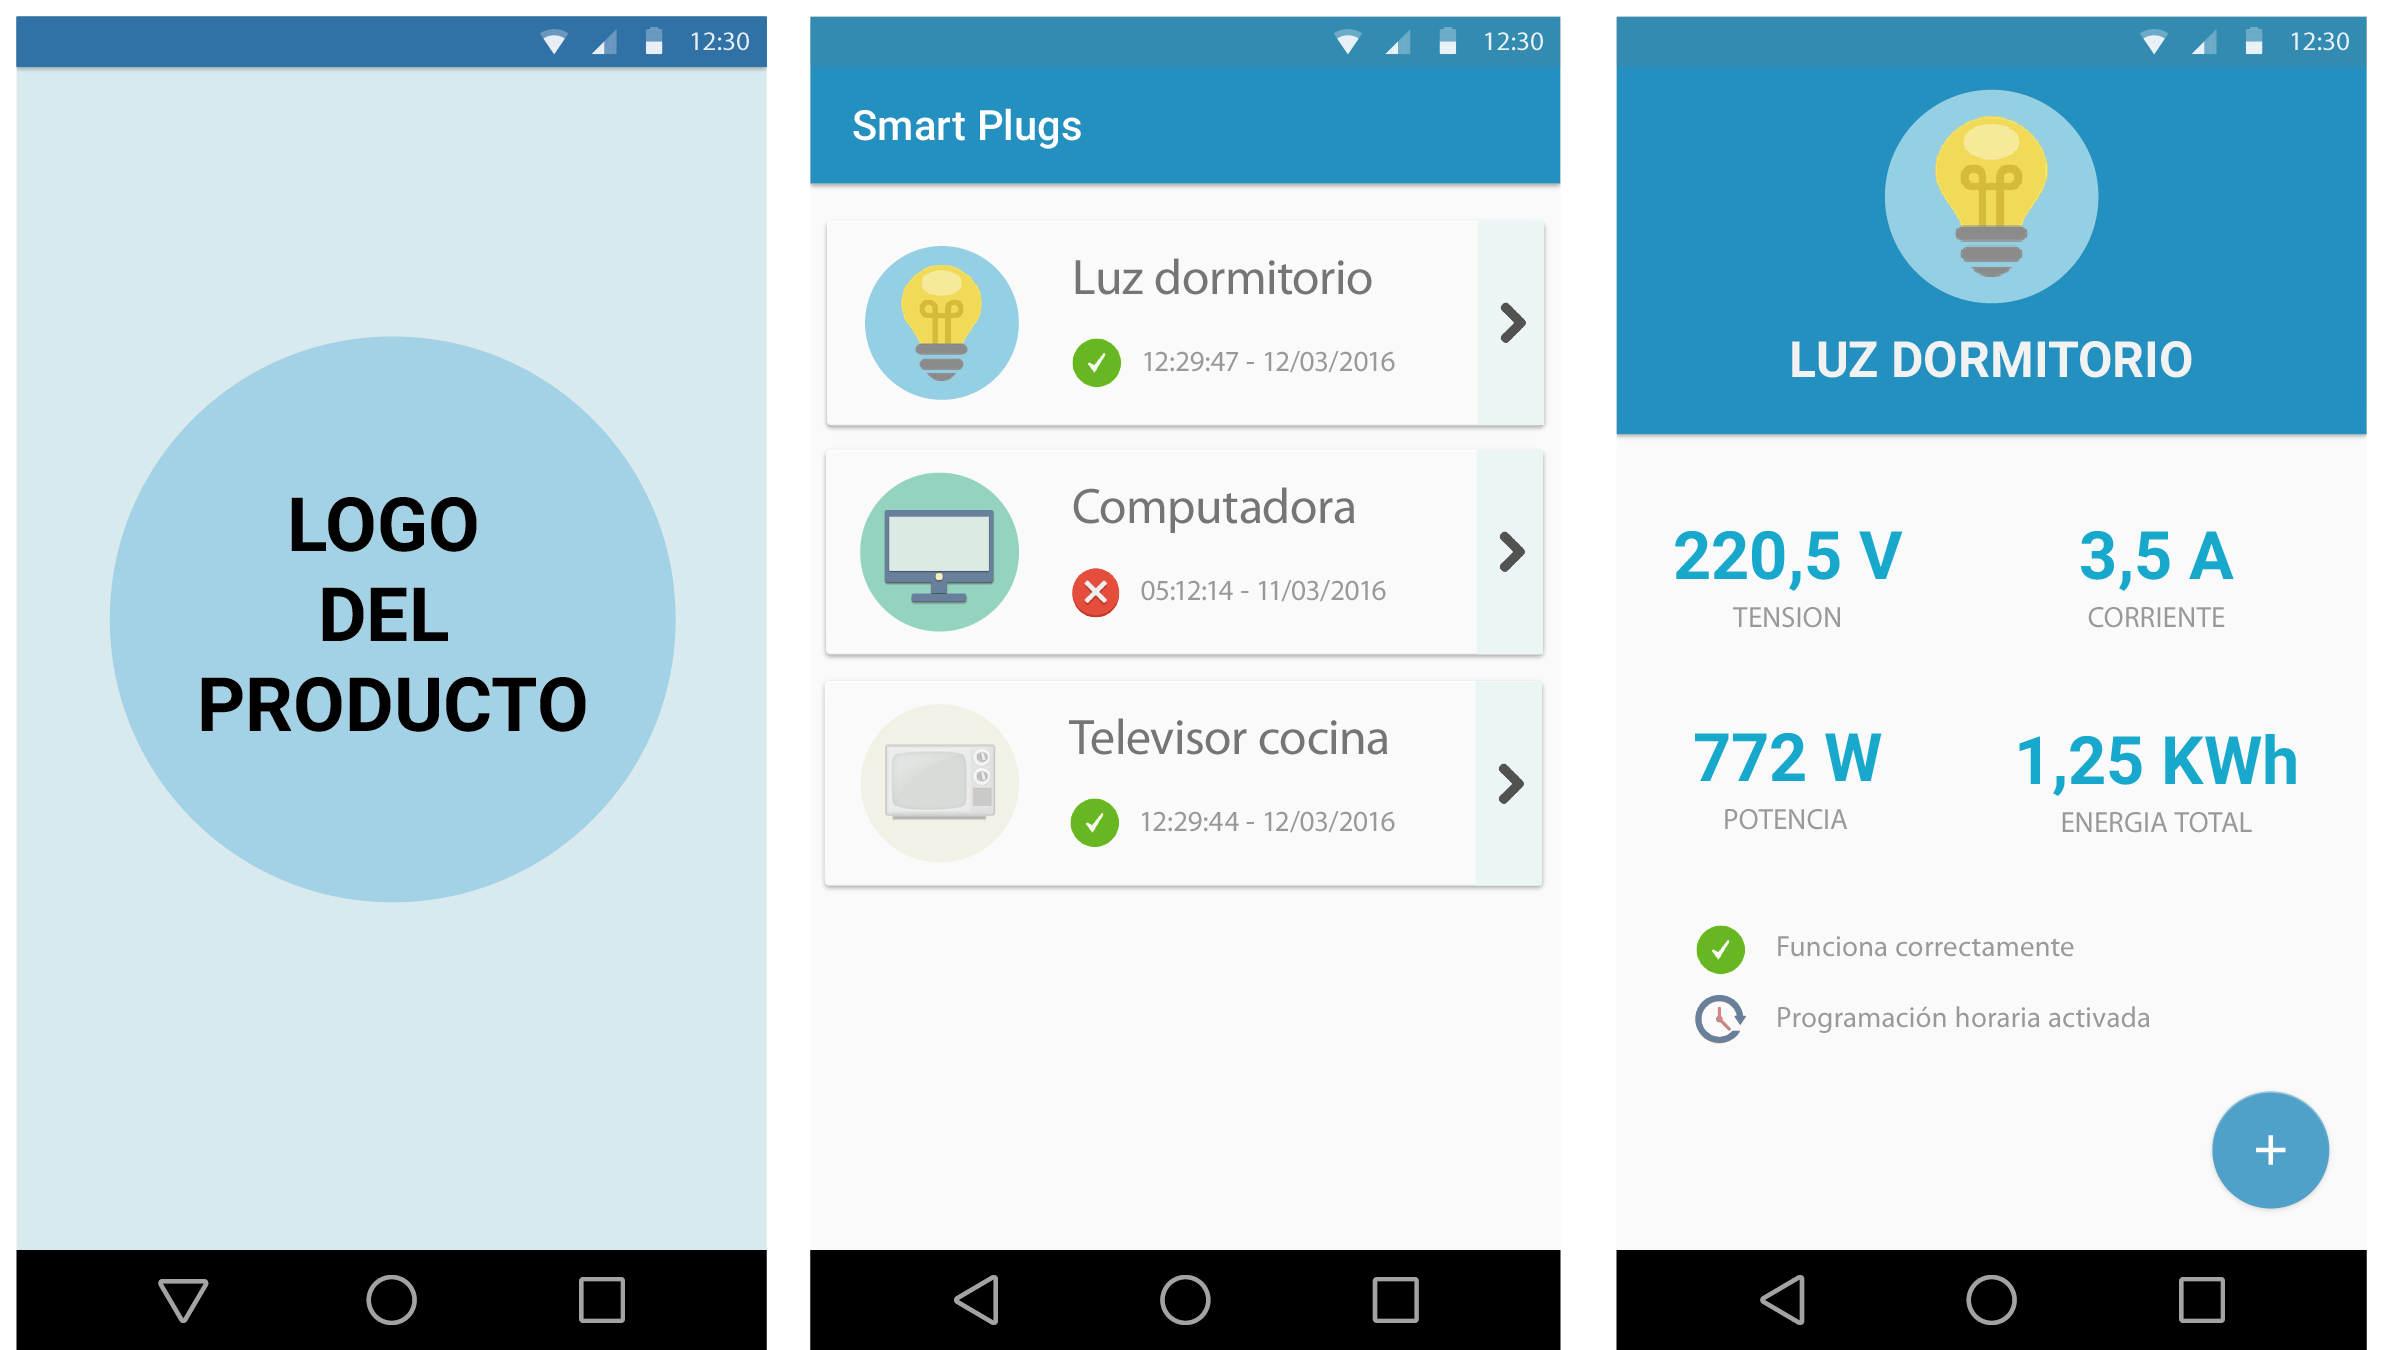 12:30
LOGO
DEL
PRODUCTO
12:30
Smart Plugs
Luz dormitorio
12:29:47 - 12/03/2016
Computadora
05:12:14 - 11/03/2016
Televisor cocina
12:29:44 - 12/03/2016
12:30
LUZ DORMITORIO
220,5 V
TENSION
3,5 A
CORRIENTE
772 W
POTENCIA
1,25 KWh
ENERGIA TOTAL
Funciona correctamente
Programación horaria activada
+